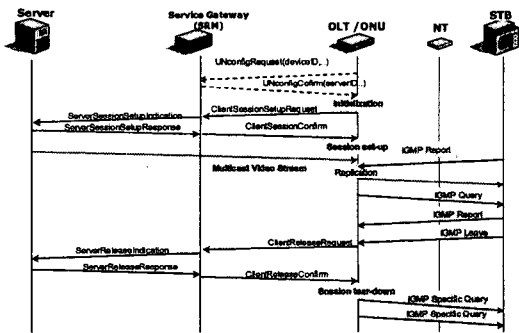 Server
Service Gateway
(SRM)
OLT /ONU
NT
STB
UNconfigRequest(deviceID,..)
UNconfigCofirm(serverID,..)
Initialization
ClientSessionSetupRequest
ServerSessionSetupIndication
ServerSessionSetupResponse
ClientSessionConfirm
Session set-up
IGMP Report
Multicast Video Stream
Replication
IGMP Query
IGMP Report
IGMP Leave
ClientReleaseRequest
ServerReleaseIndication
ServerReleaseResponse
ClientReleaseConfirm
Session tear-down
IGMP Specific Query
IGMP Specific Query